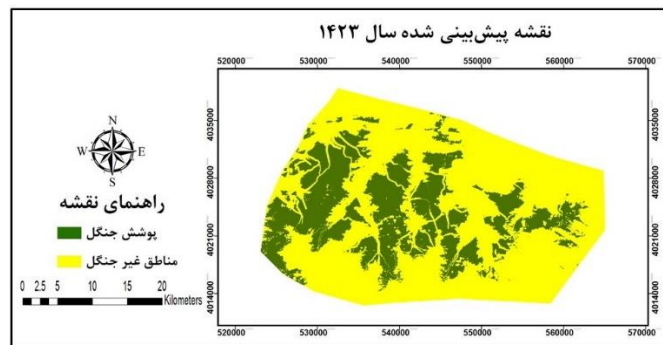 نقشه پیش‌بینی شده سال ۱۴۲۳
520000 530000 540000 550000 560000 570000
4035000 4035000
N
W E
S
4028000 4028000
راهنمای نقشه
پوشش جنگل
4021000 4021000
مناطق غیر جنگل
0 2.5 5 10 15 20
Kilometers
4014000 4014000
520000 530000 540000 550000 560000 570000